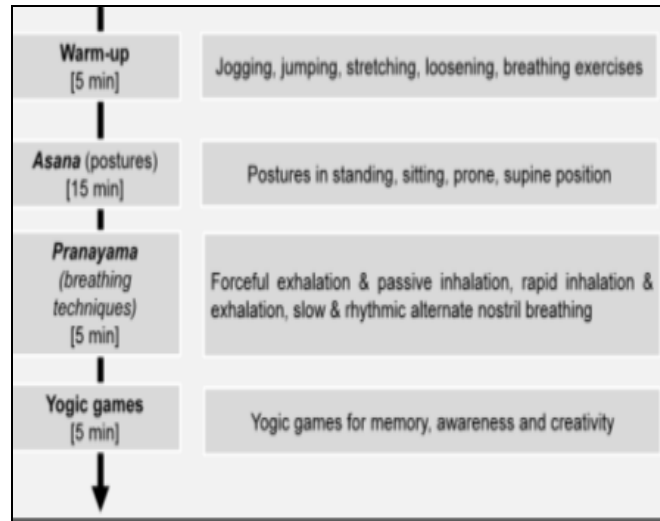 Warm-up
[5 min]
Jogging, jumping, stretching, loosening, breathing exercises
Asana (postures)
[15 min]
Postures in standing, sitting, prone, supine position
Pranayama
(breathing
techniques)
[5 min]
Forceful exhalation & passive inhalation, rapid inhalation &
exhalation, slow & rhythmic alternate nostril breathing
Yogic games
[5 min]
Yogic games for memory, awareness and creativity